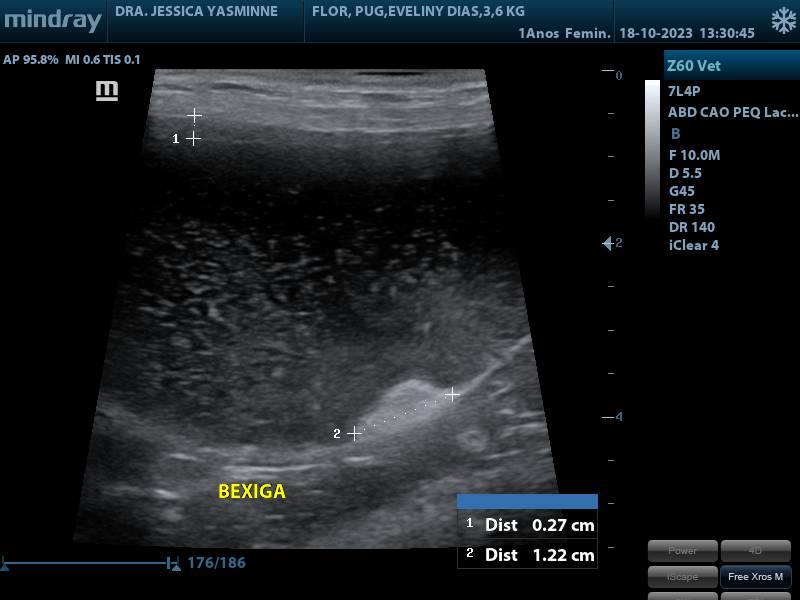 mindray
DRA. JESSICA YASMINNE
FLOR, PUG,EVELINY DIAS,3,6 KG
1Anos Femin.
18-10-2023 13:30:45
AP 95.8% MI 0.6 TIS 0.1
m
Z60 Vet
7L4P
ABD CAO PEQ Lac...
B
F 10.0M
D 5.5
G45
FR 35
DR 140
iClear 4
0
2
4
1
2
BEXIGA
1 Dist 0.27 cm
2 Dist 1.22 cm
176/186
Power
4D
iScape
Free Xros M